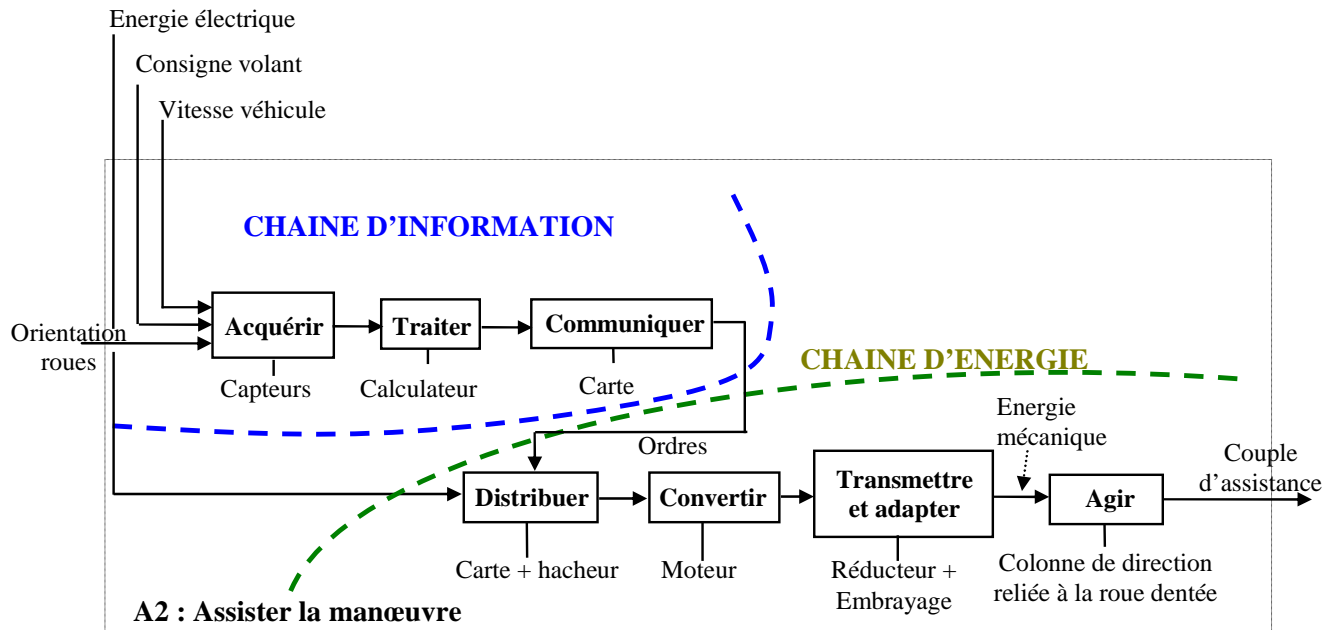 Energie électrique
Consigne volant
Vitesse véhicule
CHAINE D'INFORMATION
Orientation
roues
Acquérir
Traiter
Communiquer
Capteurs
Calculateur
Carte
CHAINE D'ENERGIE
Ordres
Energie
mécanique
Distribuer
Convertir
Transmettre
et adapter
Agir
Couple
d'assistance
Carte + hacheur
Moteur
Réducteur +
Embrayage
Colonne de direction
reliée à la roue dentée
A2 : Assister la manœuvre